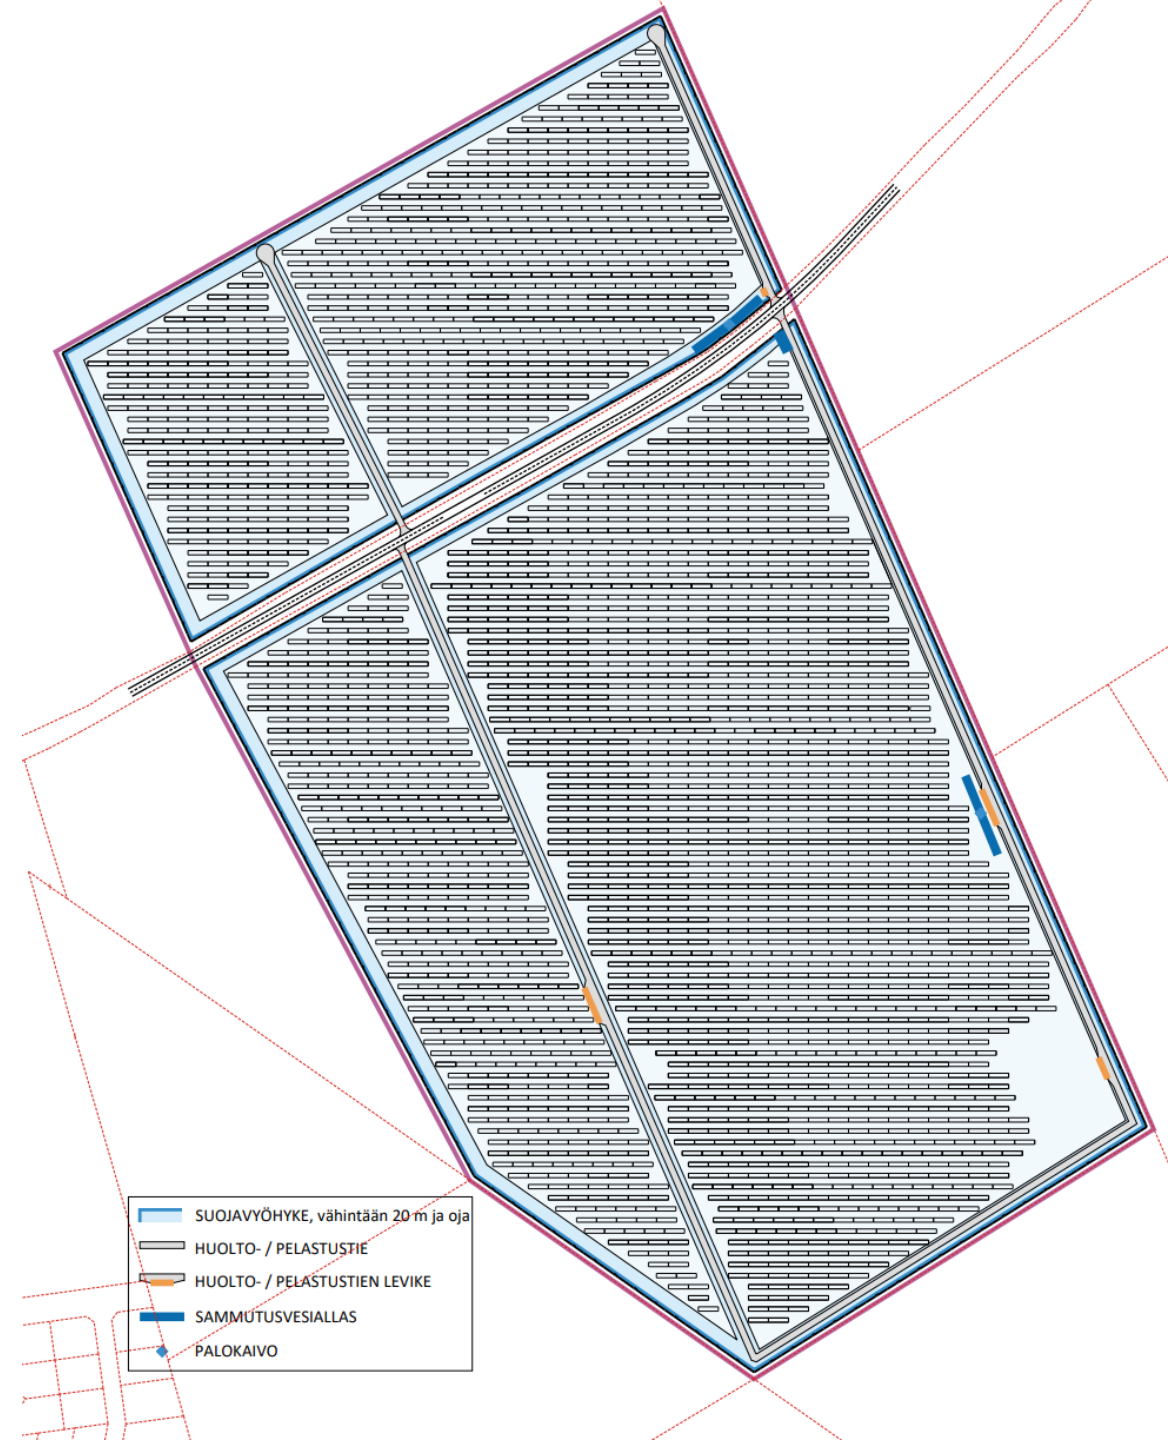 SUOJAVYÖHYKE, vähintään 20 m ja oja
HUOLTO- / PELASTUSTIE
HUOLTO- / PELASTUSTIEN LEVIKE
SAMMUTUSVESIALLAS
PALOKAIVO